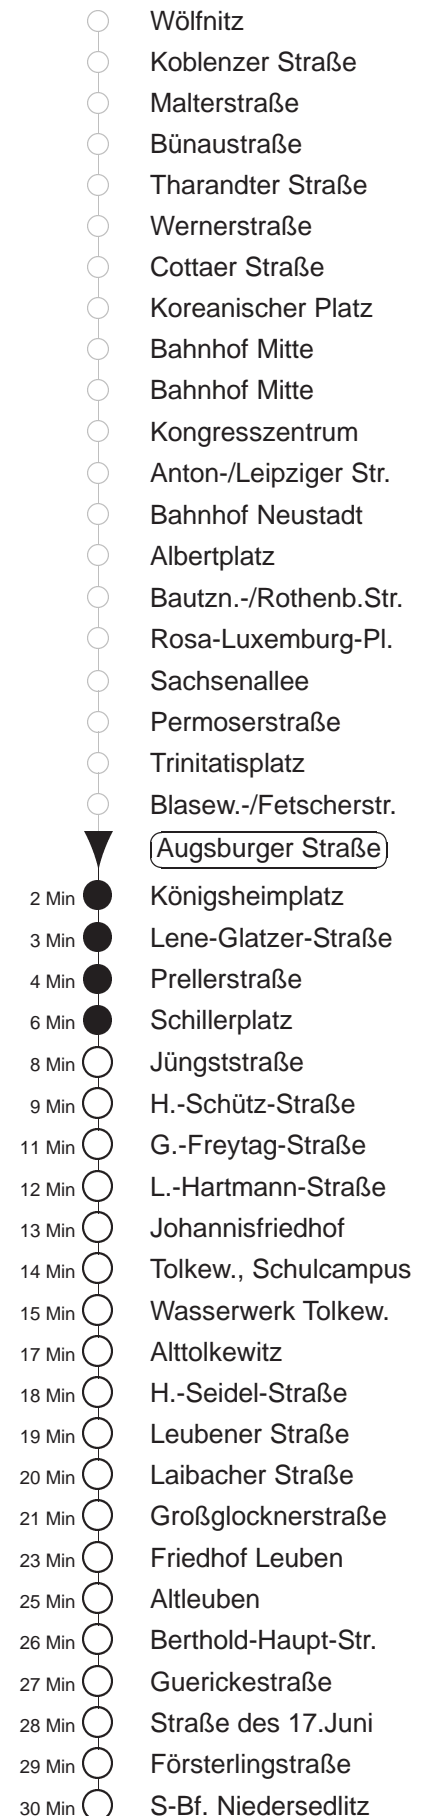 Wölfnitz
Koblenzer Straße
Malterstraße
Bünaustraße
Tharandter Straße
Wernerstraße
Cottaer Straße
Koreanischer Platz
Bahnhof Mitte
Bahnhof Mitte
Kongresszentrum
Anton-/Leipziger Str.
Bahnhof Neustadt
Albertplatz
Bautzn.-/Rothenb.Str.
Rosa-Luxemburg-Pl.
Sachsenallee
Permoserstraße
Trinitatisplatz
Blasew.-/Fetscherstr.
Augsburger Straße
2 Min Königsheimplatz
3 Min Lene-Glatzer-Straße
4 Min Prellerstraße
6 Min Schillerplatz
8 Min Jüngststraße
9 Min H.-Schütz-Straße
11 Min G.-Freytag-Straße
12 Min L.-Hartmann-Straße
13 Min Johannisfriedhof
14 Min Tolkew., Schulcampus
15 Min Wasserwerk Tolkew.
17 Min Alttolkewitz
18 Min H.-Seidel-Straße
19 Min Leubener Straße
20 Min Laibacher Straße
21 Min Großglocknerstraße
23 Min Friedhof Leuben
25 Min Altleuben
26 Min Berthold-Haupt-Str.
27 Min Guerickestraße
28 Min Straße des 17.Juni
29 Min Försterlingstraße
30 Min S-Bf. Niedersedlitz